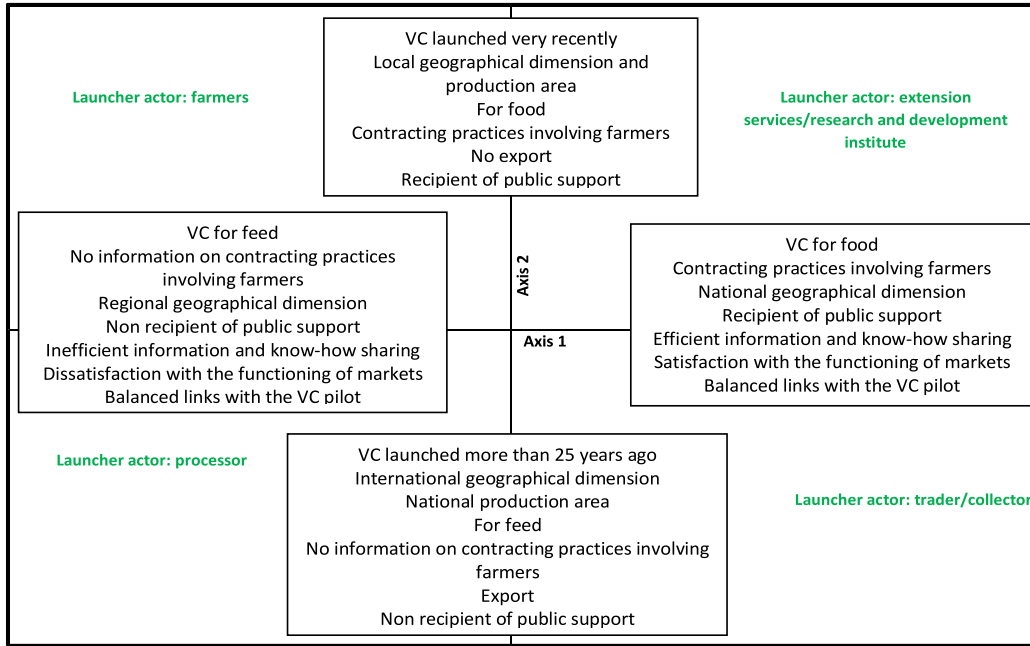 VC launched very recently
Local geographical dimension and
production area
For food
Contracting practices involving farmers
No export
Recipient of public support
Launcher actor: farmers
Launcher actor: extension
services/research and development
institute
VC for feed
No information on contracting practices
involving farmers
Regional geographical dimension
Non recipient of public support
Inefficient information and know-how sharing
Dissatisfaction with the functioning of markets
Balanced links with the VC pilot
Axis 2
Axis 1
VC for food
Contracting practices involving farmers
National geographical dimension
Recipient of public support
Efficient information and know-how sharing
Satisfaction with the functioning of markets
Balanced links with the VC pilot
Launcher actor: processor
VC launched more than 25 years ago
International geographical dimension
National production area
For feed
No information on contracting practices involving
farmers
Export
Non recipient of public support
Launcher actor: trader/collector